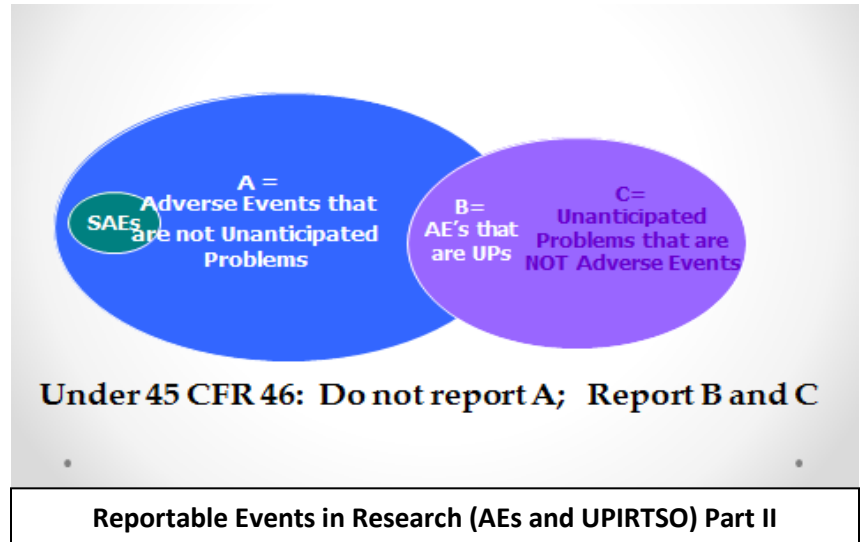 A =
Adverse Events that
are not Unanticipated
Problems
SAEs
B=
AE's that
are UPs
C=
Unanticipated
Problems that are
NOT Adverse Events
Under 45 CFR 46: Do not report A; Report B and C
Reportable Events in Research (AEs and UPIRTSO) Part II